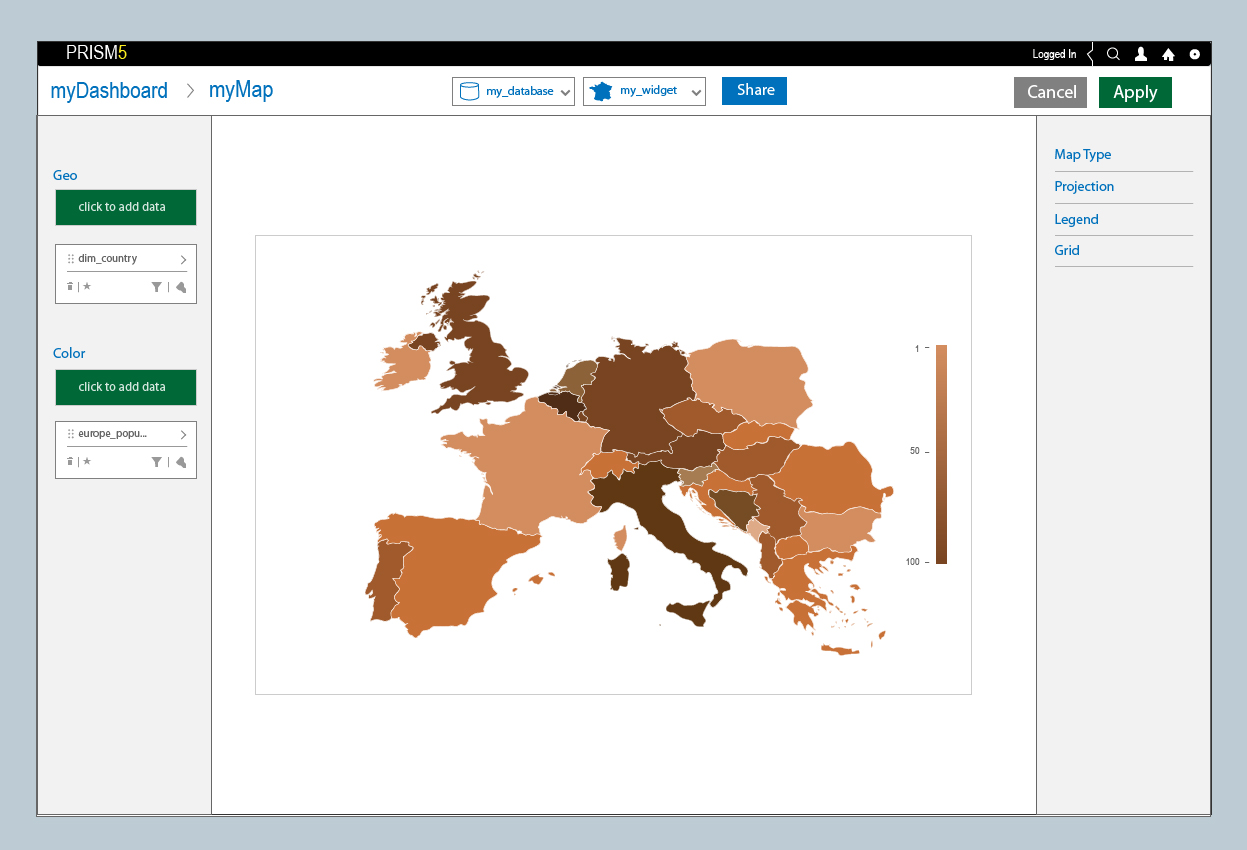 PRISM5
Logged In
myDashboard > myMap
my_database
my_widget
Share
Cancel
Apply
Geo
click to add data
dim_country
Color
click to add data
europe_popu...
1
50
100
Map Type
Projection
Legend
Grid